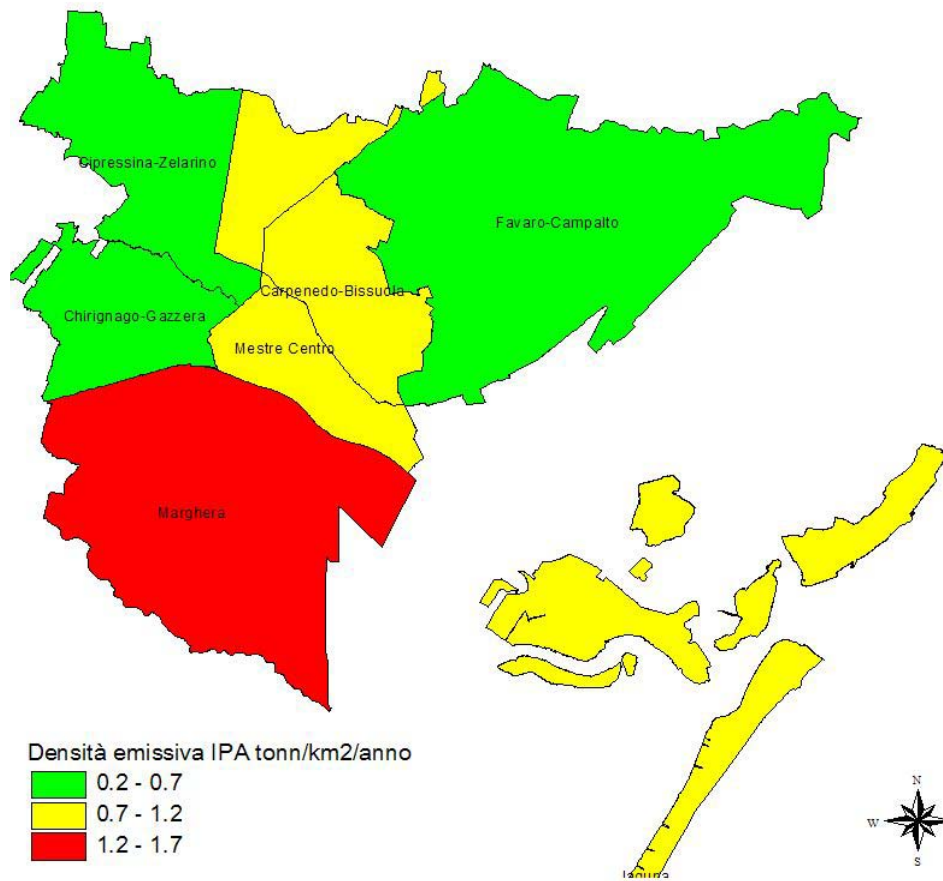 Cipressina-Zelarino
Favaro-Campalto
Carpenedo-Bissuola
Chirignago-Gazzera
Mestre Centro
Marghera
Densità emissiva IPA tonn/km2/anno
0.2 - 0.7
0.7 - 1.2
1.2 - 1.7
N
W
S
laguna